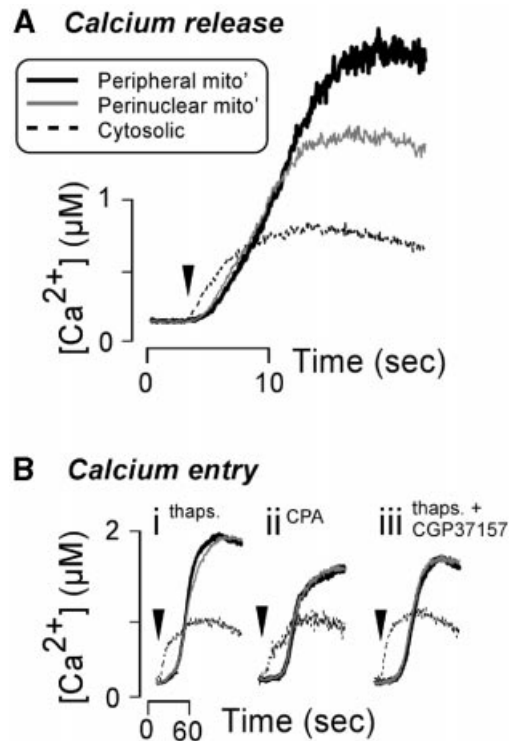 A Calcium release
Peripheral mito'
Perinuclear mito'
Cytosolic
[Ca2+] (µM)
1
0
0
10
Time (sec)
B Calcium entry
i thaps.
ii CPA
iii thaps. +
CGP37157
[Ca2+] (µM)
2
0
0
60
Time (sec)